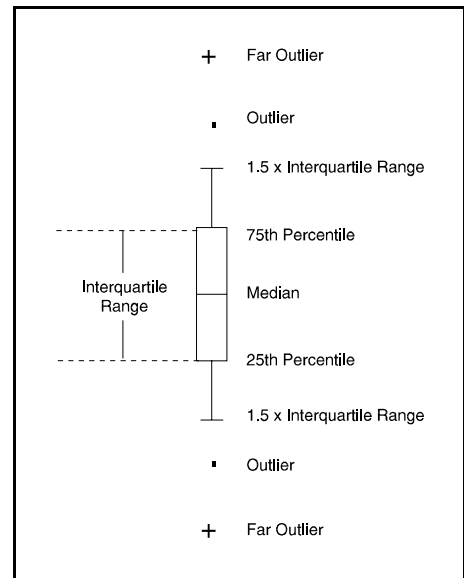 Far Outlier
Outlier
1.5 x Interquartile Range
75th Percentile
Interquartile
Range
Median
25th Percentile
1.5 x Interquartile Range
Outlier
Far Outlier